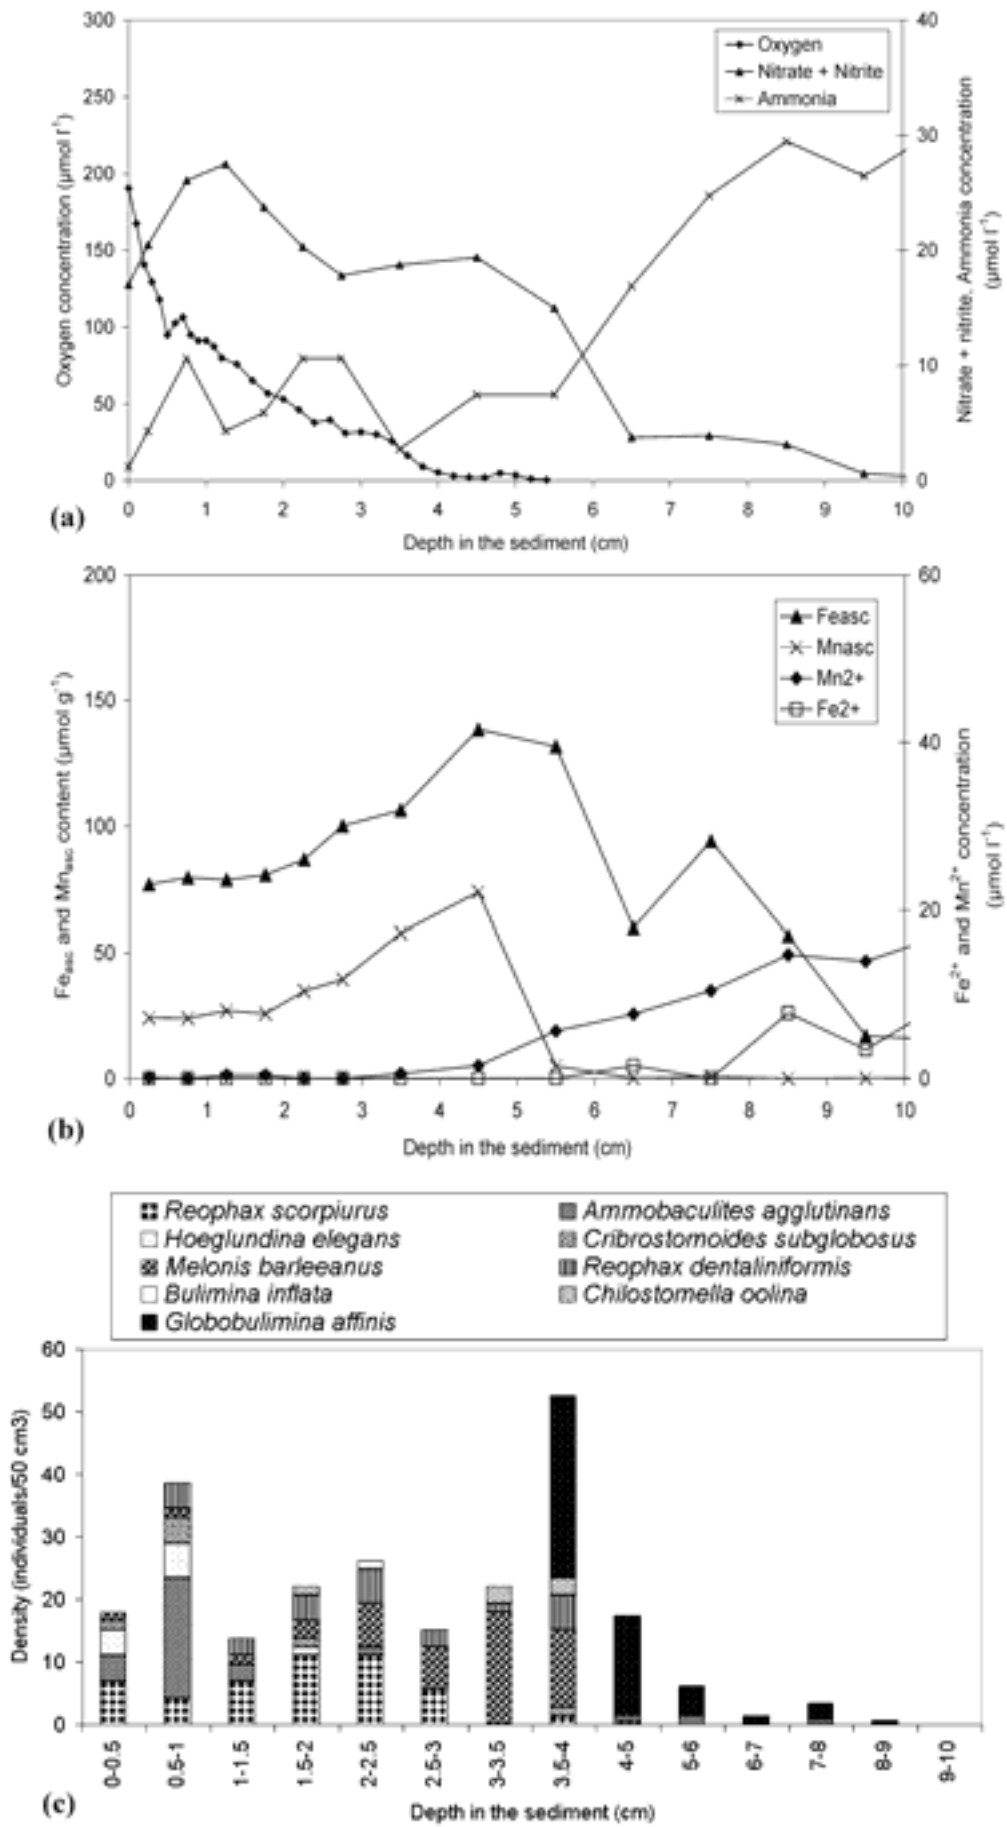 300
250
200
150
100
50
0
40
30
20
10
0
Oxygen
Nitrate + Nitrite
Ammonia
Oxygen concentration (µmol l⁻¹)
Nitrate + nitrite, Ammonia concentration
(µmol l⁻¹)
0 1 2 3 4 5 6 7 8 9 10
(a)
Depth in the sediment (cm)
200
150
100
50
0
60
40
20
0
Feasc
Mnasc
Mn2+
Fe2+
Feasc and Mnasc content (µmol g⁻¹)
Fe²⁺ and Mn²⁺ concentration
(µmol l⁻¹)
0 1 2 3 4 5 6 7 8 9 10
(b)
Depth in the sediment (cm)
Reophax scorpiurus Ammobaculites agglutinans
Hoeglundina elegans Cribrostomoides subglobosus
Melonis barleeanus Reophax dentaliniformis
Bulimina inflata Chilostomella oolina
Globobulimina affinis
60
50
40
30
20
10
0
Density (individuals/50 cm3)
0-0.5 0.5-1 1-1.5 1.5-2 2-2.5 2.5-3 3-3.5 3.5-4 4-5 5-6 6-7 7-8 8-9 9-10
(c)
Depth in the sediment (cm)